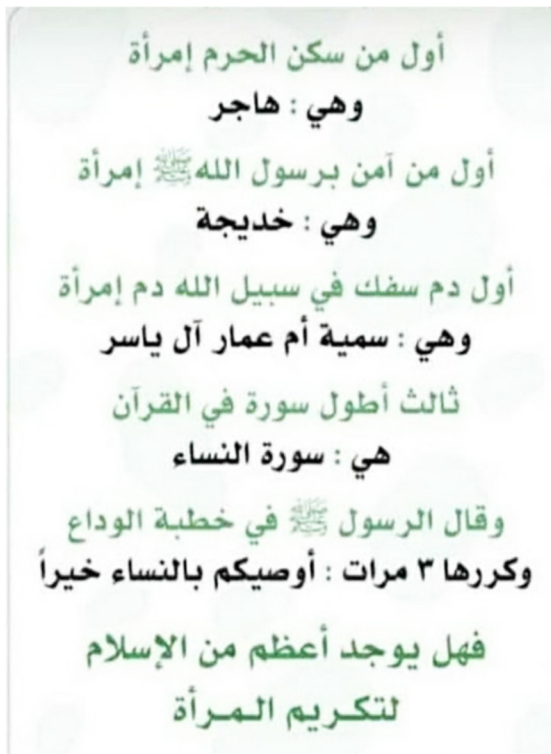 أول من سكن الحرم إمرأة
وهي : هاجر
أول من آمن برسول الله ﷺ إمرأة
وهي : خديجة
أول دم سفك في سبيل الله دم إمرأة
وهي : سمية أم عمار آل ياسر
ثالث أطول سورة في القرآن
هي : سورة النساء
وقال الرسول ﷺ في خطبة الوداع
وكررها ٣ مرات : أوصيكم بالنساء خيراً
فهل يوجد أعظم من الإسلام
لتكريم المرأة